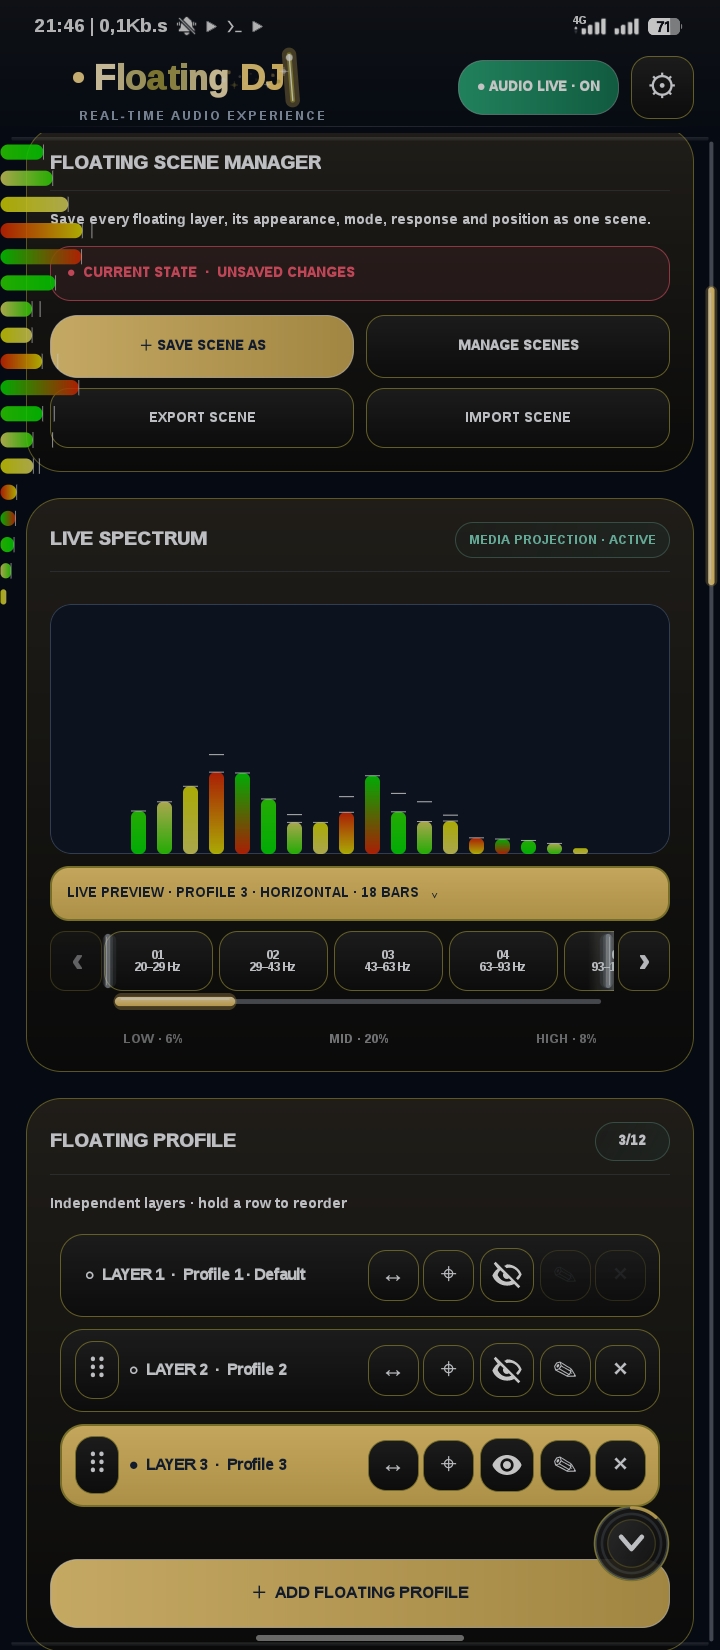 21:46 | 0,1Kb.s
4G
71
• Floating DJ
REAL-TIME AUDIO EXPERIENCE
● AUDIO LIVE · ON
FLOATING SCENE MANAGER
Save every floating layer, its appearance, mode, response and position as one scene.
● CURRENT STATE · UNSAVED CHANGES
+ SAVE SCENE AS
MANAGE SCENES
EXPORT SCENE
IMPORT SCENE
LIVE SPECTRUM
MEDIA PROJECTION · ACTIVE
LIVE PREVIEW · PROFILE 3 · HORIZONTAL · 18 BARS ˅
‹
01
20–29 Hz
02
29–43 Hz
03
43–63 Hz
04
63–93 Hz
93–1
›
LOW · 6%
MID · 20%
HIGH · 8%
FLOATING PROFILE
3/12
Independent layers · hold a row to reorder
○ LAYER 1 · Profile 1 · Default
○ LAYER 2 · Profile 2
● LAYER 3 · Profile 3
+ ADD FLOATING PROFILE